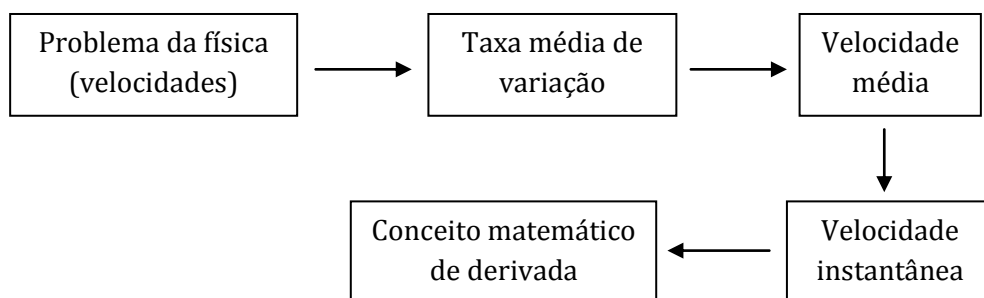 Problema da física
(velocidades)
Taxa média de
variação
Velocidade
média
Velocidade
instantânea
Conceito matemático
de derivada